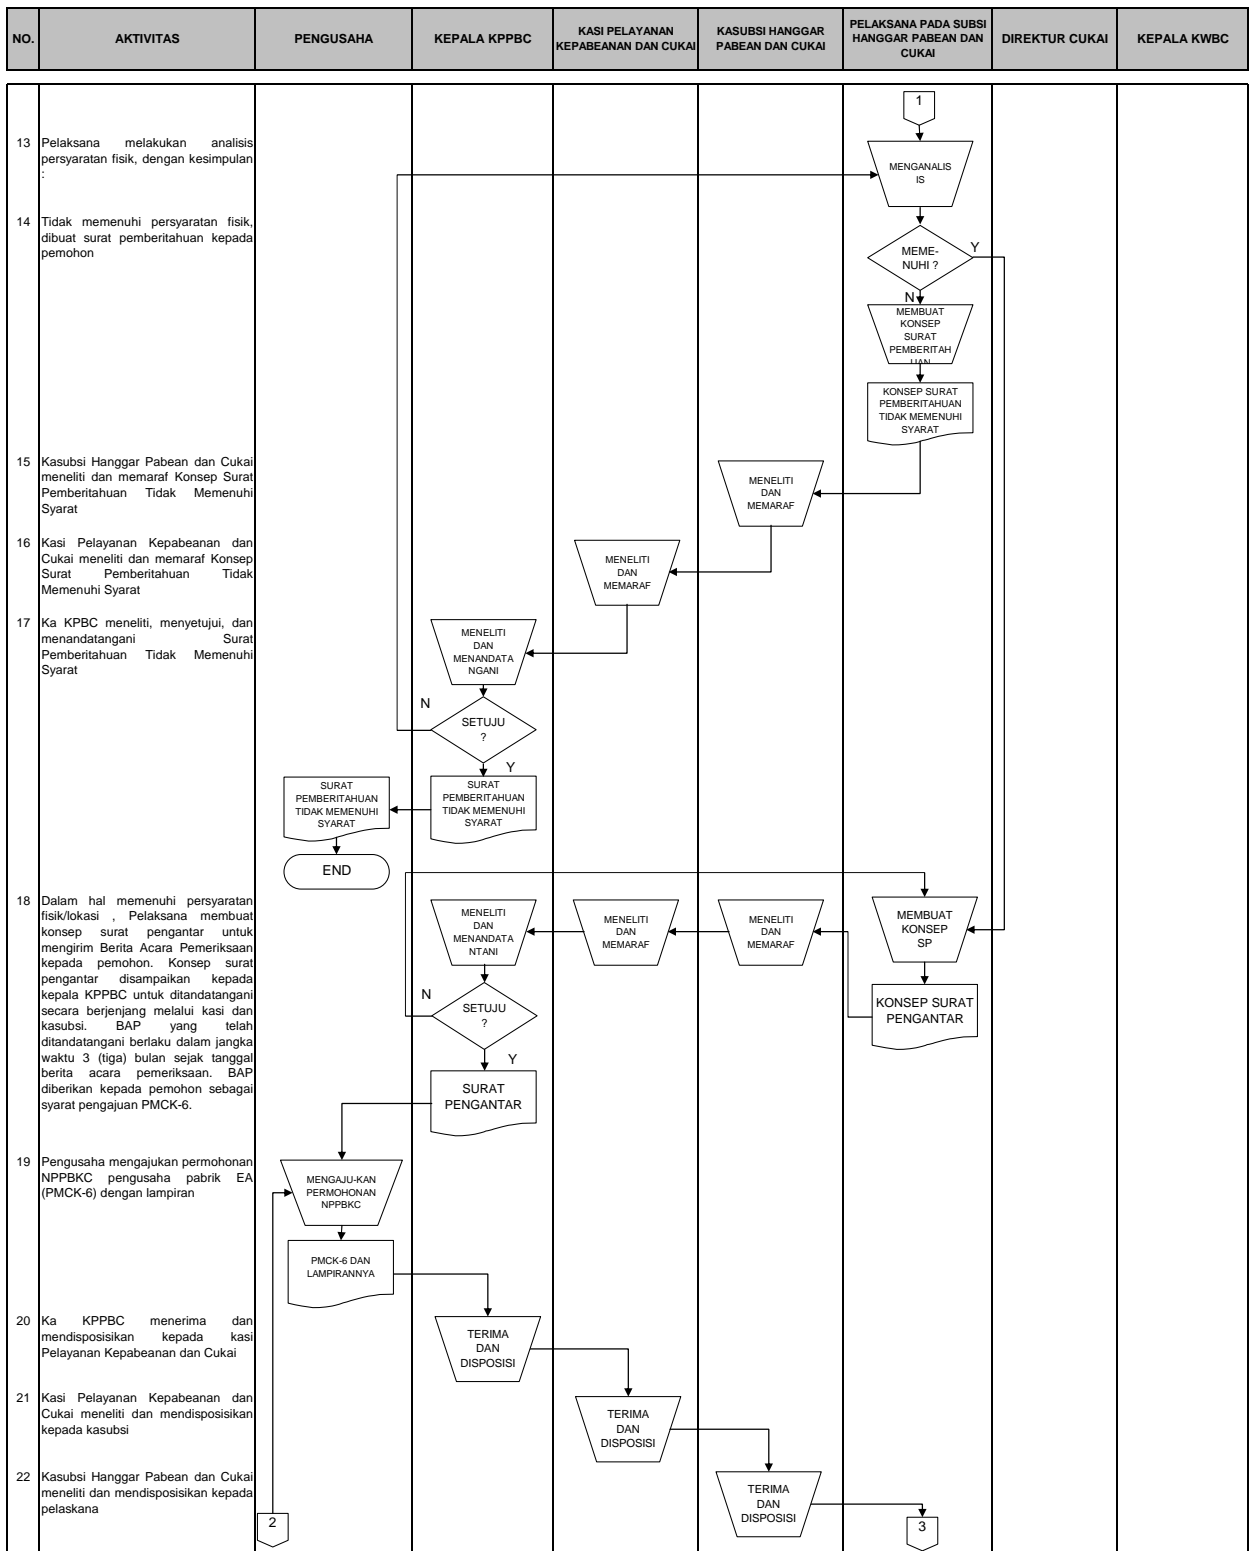 NO.
AKTIVITAS
PENGUSAHA
KEPALA KPPBC
KASI PELAYANAN
KEPABEANAN DAN CUKAI
KASUBSI HANGGAR
PABEAN DAN CUKAI
PELAKSANA PADA SUBSI
HANGGAR PABEAN DAN
CUKAI
DIREKTUR CUKAI
KEPALA KWBC
1
13 Pelaksana melakukan analisis
persyaratan fisik, dengan kesimpulan
:
MENGANALIS
IS
14 Tidak memenuhi persyaratan fisik,
dibuat surat pemberitahuan kepada
pemohon
MEME-
NUHI ?
Y
N
MEMBUAT
KONSEP
SURAT
PEMBERITAH
UAN
KONSEP SURAT
PEMBERITAHUAN
TIDAK MEMENUHI
SYARAT
15 Kasubsi Hanggar Pabean dan Cukai
meneliti dan memaraf Konsep Surat
Pemberitahuan Tidak Memenuhi
Syarat
MENELITI
DAN
MEMARAF
16 Kasi Pelayanan Kepabeanan dan
Cukai meneliti dan memaraf Konsep
Surat Pemberitahuan Tidak
Memenuhi Syarat
MENELITI
DAN
MEMARAF
17 Ka KPBC meneliti, menyetujui, dan
menandatangani Surat
Pemberitahuan Tidak Memenuhi
Syarat
MENELITI
DAN
MENANDATA
NGANI
N
SETUJU
?
Y
SURAT
PEMBERITAHUAN
TIDAK MEMENUHI
SYARAT
SURAT
PEMBERITAHUAN
TIDAK MEMENUHI
SYARAT
END
18 Dalam hal memenuhi persyaratan
fisik/lokasi , Pelaksana membuat
konsep surat pengantar untuk
mengirim Berita Acara Pemeriksaan
kepada pemohon. Konsep surat
pengantar disampaikan kepada
kepala KPPBC untuk ditandatangani
secara berjenjang melalui kasi dan
kasubsi. BAP yang telah
ditandatangani berlaku dalam jangka
waktu 3 (tiga) bulan sejak tanggal
berita acara pemeriksaan. BAP
diberikan kepada pemohon sebagai
syarat pengajuan PMCK-6.
MENELITI
DAN
MENANDATA
NTANI
MENELITI
DAN
MEMARAF
MENELITI
DAN
MEMARAF
MEMBUAT
KONSEP
SP
KONSEP SURAT
PENGANTAR
N
SETUJU
?
Y
SURAT
PENGANTAR
19 Pengusaha mengajukan permohonan
NPPBKC pengusaha pabrik EA
(PMCK-6) dengan lampiran
MENGAJU-KAN
PERMOHONAN
NPPBKC
PMCK-6 DAN
LAMPIRANNYA
20 Ka KPPBC menerima dan
mendisposisikan kepada kasi
Pelayanan Kepabeanan dan Cukai
TERIMA
DAN
DISPOSISI
21 Kasi Pelayanan Kepabeanan dan
Cukai meneliti dan mendisposisikan
kepada kasubsi
TERIMA
DAN
DISPOSISI
22 Kasubsi Hanggar Pabean dan Cukai
meneliti dan mendisposisikan kepada
pelaskana
TERIMA
DAN
DISPOSISI
2
3